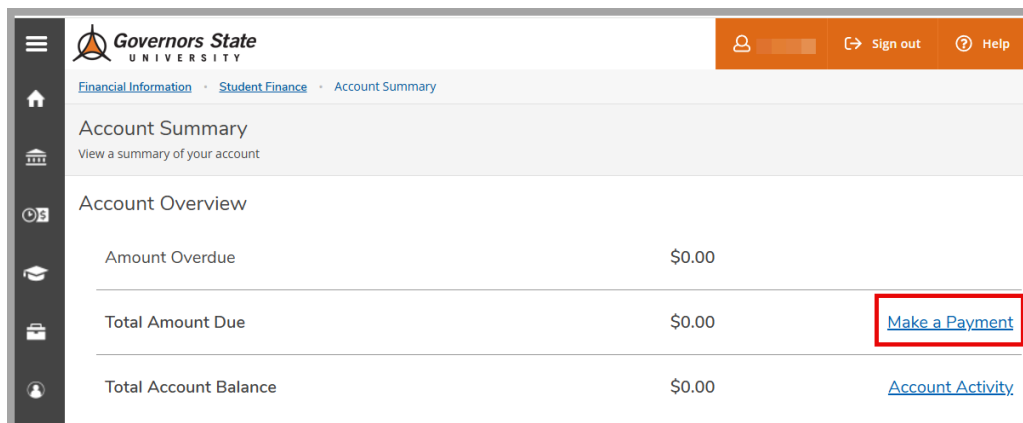 Governors State
UNIVERSITY
Sign out
Help
Financial Information · Student Finance · Account Summary
Account Summary
View a summary of your account
Account Overview
Amount Overdue $0.00
Total Amount Due $0.00 Make a Payment
Total Account Balance $0.00 Account Activity